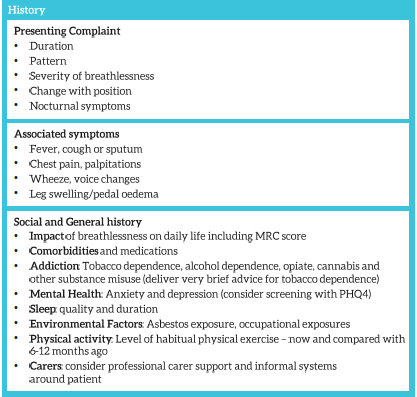 History
Presenting Complaint
• Duration
• Pattern
• Severity of breathlessness
• Change with position
• Nocturnal symptoms
Associated symptoms
• Fever, cough or sputum
• Chest pain, palpitations
• Wheeze, voice changes
• Leg swelling/pedal oedema
Social and General history
• Impact of breathlessness on daily life including MRC score
• Comorbidities and medications
• Addiction: Tobacco dependence, alcohol dependence, opiate, cannabis and
other substance misuse (deliver very brief advice for tobacco dependence)
• Mental Health: Anxiety and depression (consider screening with PHQ4)
• Sleep: quality and duration
• Environmental Factors: Asbestos exposure, occupational exposures
• Physical activity: Level of habitual physical exercise – now and compared with
6-12 months ago
• Carers: consider professional carer support and informal systems
around patient